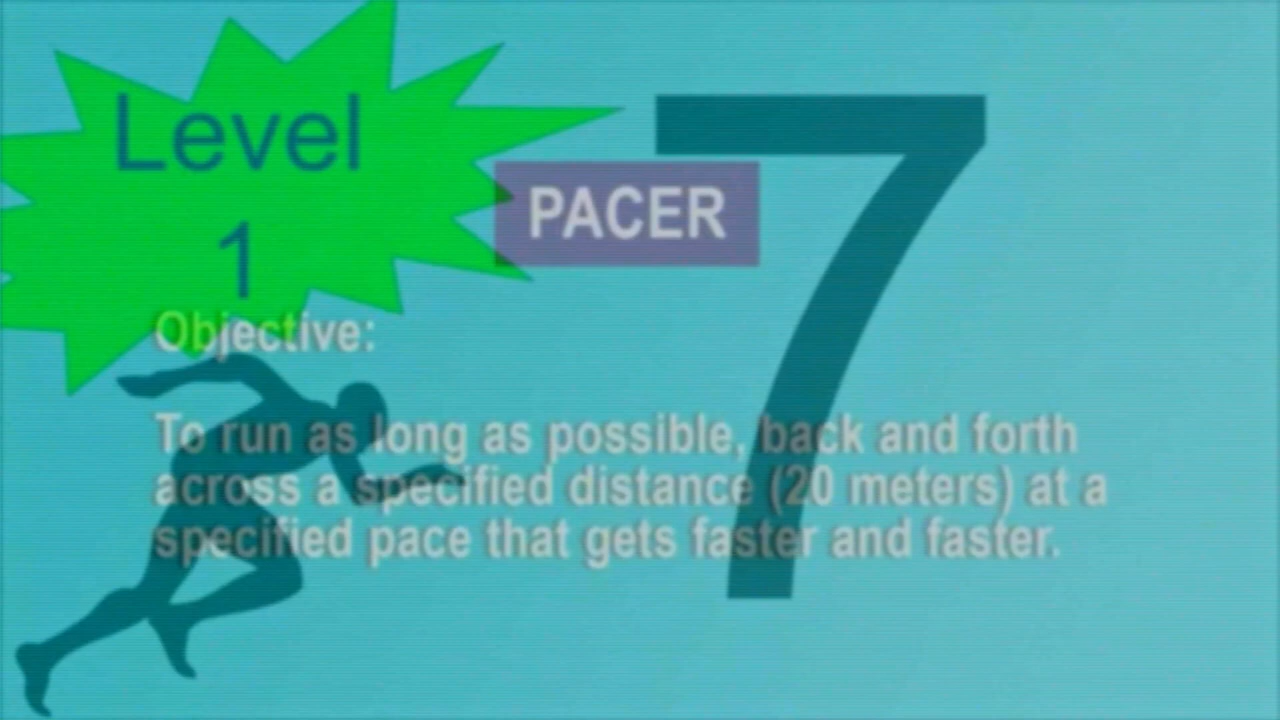 Level
1
7
PACER
Objective:
To run as long as possible, back and forth
across a specified distance (20 meters) at a
specified pace that gets faster and faster.